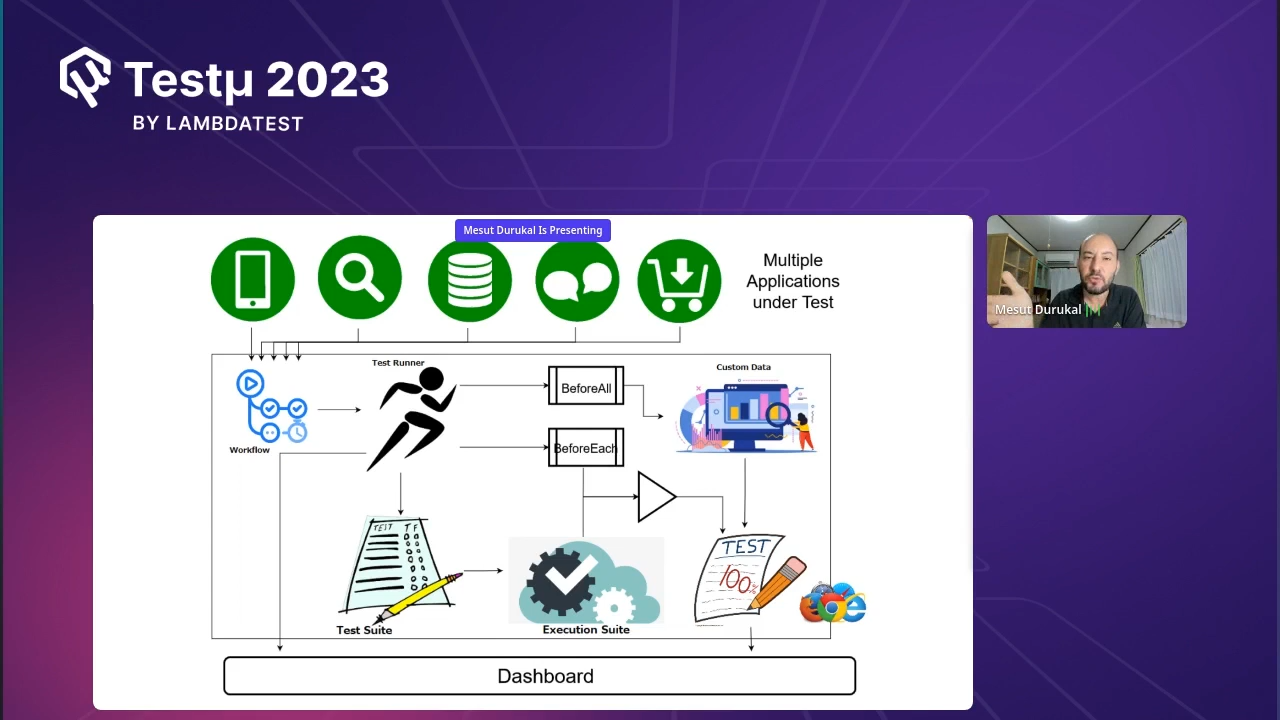 Testμ 2023
BY LAMBDATEST
Mesut Durukal Is Presenting
Multiple
Applications
under Test
Mesut Durukal
Test Runner
Custom Data
BeforeAll
Workflow
BeforeEach
TEST T F
TEST
100%
Test Suite
Execution Suite
Dashboard